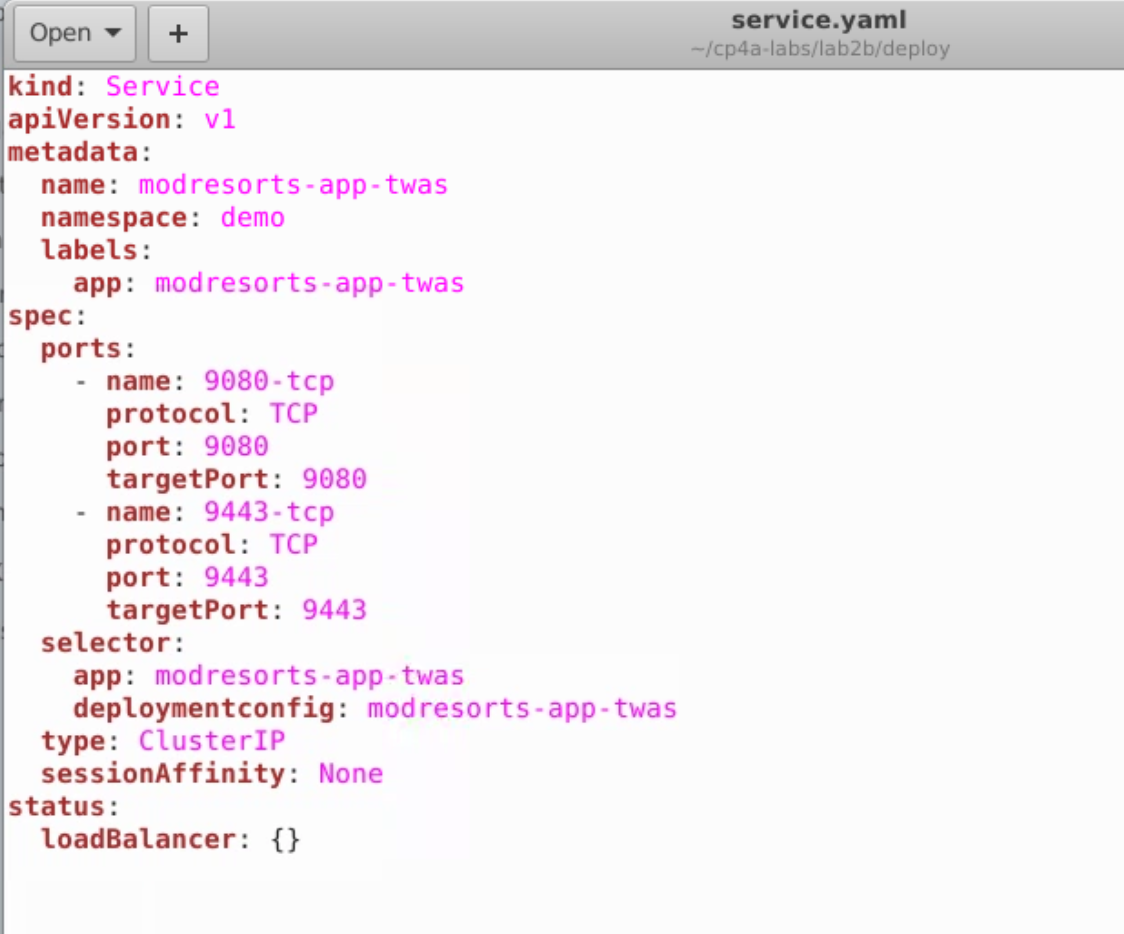 Open
+
service.yaml
~/cp4a-labs/lab2b/deploy
kind: Service
apiVersion: v1
metadata:
  name: modresorts-app-twas
  namespace: demo
  labels:
    app: modresorts-app-twas
spec:
  ports:
    - name: 9080-tcp
      protocol: TCP
      port: 9080
      targetPort: 9080
    - name: 9443-tcp
      protocol: TCP
      port: 9443
      targetPort: 9443
  selector:
    app: modresorts-app-twas
    deploymentconfig: modresorts-app-twas
  type: ClusterIP
  sessionAffinity: None
status:
  loadBalancer: {}